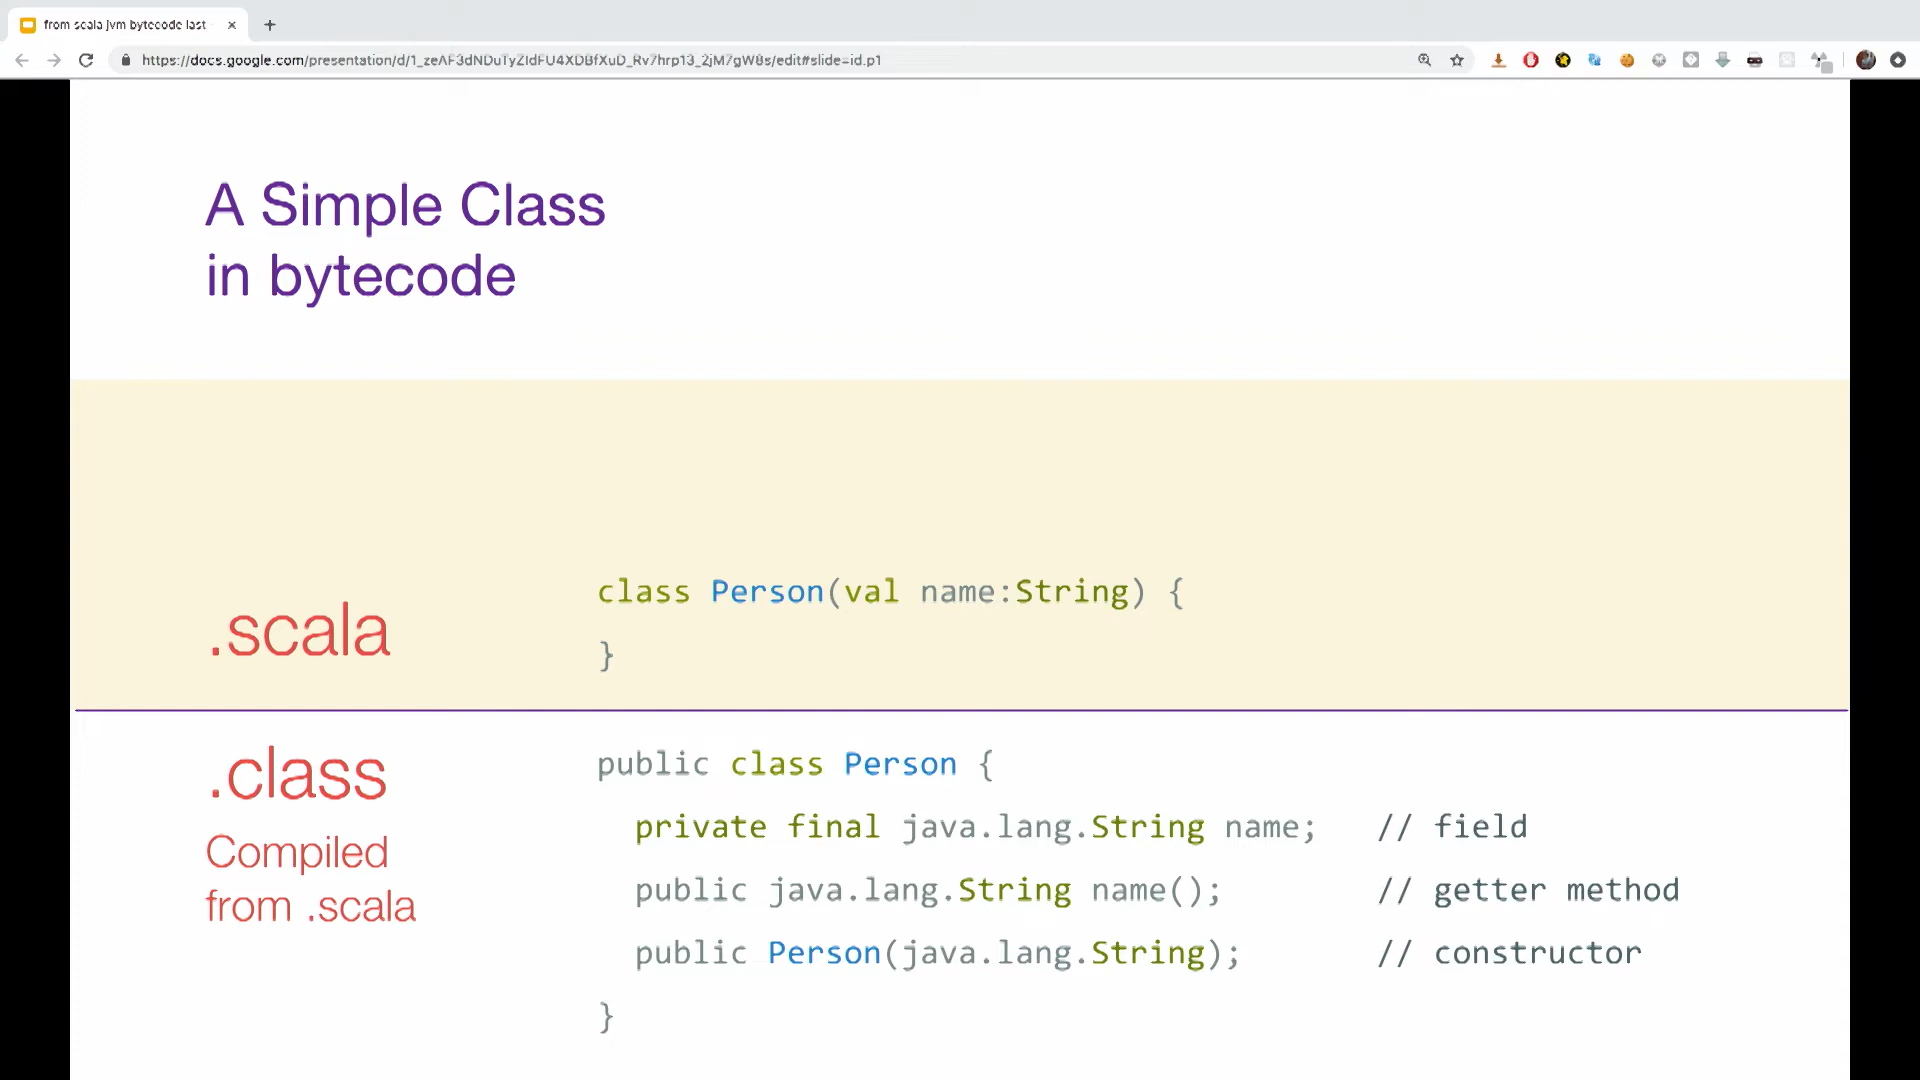 from scala jvm bytecode last
https://docs.google.com/presentation/d/1_zeAF3dNDuTyZIdFU4XDBfXuD_Rv7hrp13_2jM7gW8s/edit#slide=id.p1
A Simple Class
in bytecode
.scala
class Person(val name:String) {
}
.class
Compiled
from .scala
public class Person {
private final java.lang.String name; // field
public java.lang.String name(); // getter method
public Person(java.lang.String); // constructor
}